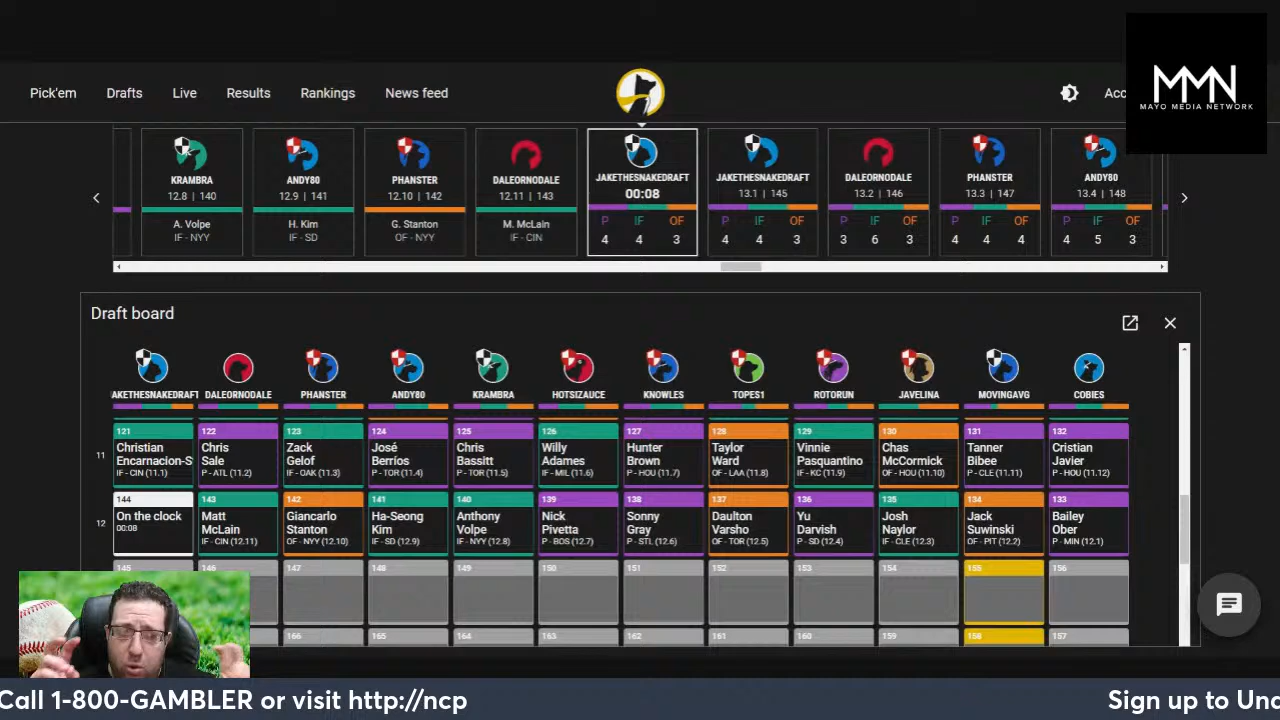 Pick'em Drafts Live Results Rankings News feed
Acc
MMN
MAYO MEDIA NETWORK
KRAMBRA
12.8 | 140
A. Volpe
IF - NYY
ANDY80
12.9 | 141
H. Kim
IF - SD
PHANSTER
12.10 | 142
G. Stanton
OF - NYY
DALEORNODALE
12.11 | 143
M. McLain
IF - CIN
JAKETHESNAKEDRAFT
00:08
P IF OF
4 4 3
JAKETHESNAKEDRAFT
13.1 | 145
P IF OF
4 4 3
DALEORNODALE
13.2 | 146
P IF OF
3 6 3
PHANSTER
13.3 | 147
P IF OF
4 4 4
ANDY80
13.4 | 148
P IF OF
4 5 3
Draft board
AKETHESNAKEDRAFT DALEORNODALE PHANSTER ANDY80 KRAMBRA HOTSIZAUCE KNOWLES TOPES1 ROTORUN JAVELINA MOVINGAVG COBIES
11
121
Christian
Encarnacion-S
IF - CIN (11.1)
122
Chris
Sale
P - ATL (11.2)
123
Zack
Gelof
IF - OAK (11.3)
124
José
Berríos
P - TOR (11.4)
125
Chris
Bassitt
P - TOR (11.5)
126
Willy
Adames
IF - MIL (11.6)
127
Hunter
Brown
P - HOU (11.7)
128
Taylor
Ward
OF - LAA (11.8)
129
Vinnie
Pasquantino
IF - KC (11.9)
130
Chas
McCormick
OF - HOU (11.10)
131
Tanner
Bibee
P - CLE (11.11)
132
Cristian
Javier
P - HOU (11.12)
12
144
On the clock
00:08
143
Matt
McLain
IF - CIN (12.11)
142
Giancarlo
Stanton
OF - NYY (12.10)
141
Ha-Seong
Kim
IF - SD (12.9)
140
Anthony
Volpe
IF - NYY (12.8)
139
Nick
Pivetta
P - BOS (12.7)
138
Sonny
Gray
P - STL (12.6)
137
Daulton
Varsho
OF - TOR (12.5)
136
Yu
Darvish
P - SD (12.4)
135
Josh
Naylor
IF - CLE (12.3)
134
Jack
Suwinski
OF - PIT (12.2)
133
Bailey
Ober
P - MIN (12.1)
145 146 147 148 149 150 151 152 153 154 155 156
166 165 164 163 162 161 160 159 158 157
Call 1-800-GAMBLER or visit http://ncp
Sign up to Und